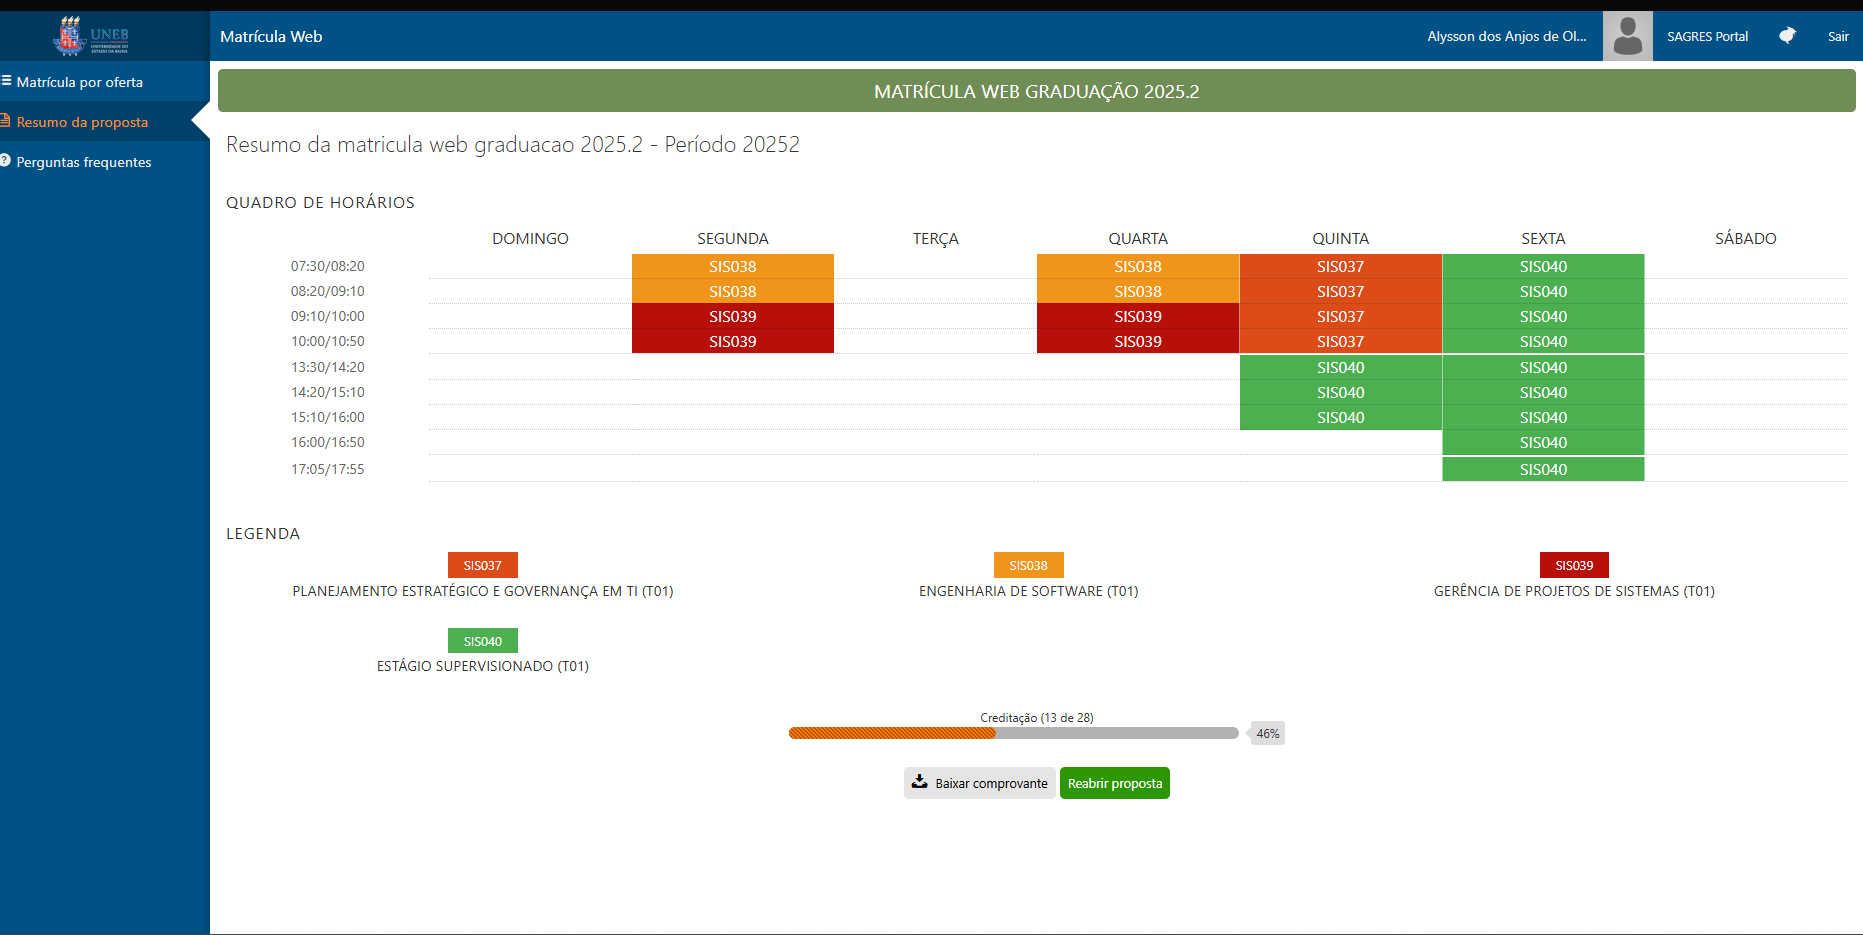 UNEB
UNIVERSIDADE DO
ESTADO DA BAHIA
Matrícula Web
Alysson dos Anjos de Ol...
SAGRES Portal
Sair
Matrícula por oferta
Resumo da proposta
Perguntas frequentes
MATRÍCULA WEB GRADUAÇÃO 2025.2
Resumo da matricula web graduacao 2025.2 - Período 20252
QUADRO DE HORÁRIOS
DOMINGO SEGUNDA TERÇA QUARTA QUINTA SEXTA SÁBADO
07:30/08:20 SIS038 SIS038 SIS037 SIS040
08:20/09:10 SIS038 SIS038 SIS037 SIS040
09:10/10:00 SIS039 SIS039 SIS037 SIS040
10:00/10:50 SIS039 SIS039 SIS037 SIS040
13:30/14:20 SIS040 SIS040
14:20/15:10 SIS040 SIS040
15:10/16:00 SIS040 SIS040
16:00/16:50 SIS040
17:05/17:55 SIS040
LEGENDA
SIS037
PLANEJAMENTO ESTRATÉGICO E GOVERNANÇA EM TI (T01)
SIS038
ENGENHARIA DE SOFTWARE (T01)
SIS039
GERÊNCIA DE PROJETOS DE SISTEMAS (T01)
SIS040
ESTÁGIO SUPERVISIONADO (T01)
Creditação (13 de 28)
46%
Baixar comprovante
Reabrir proposta